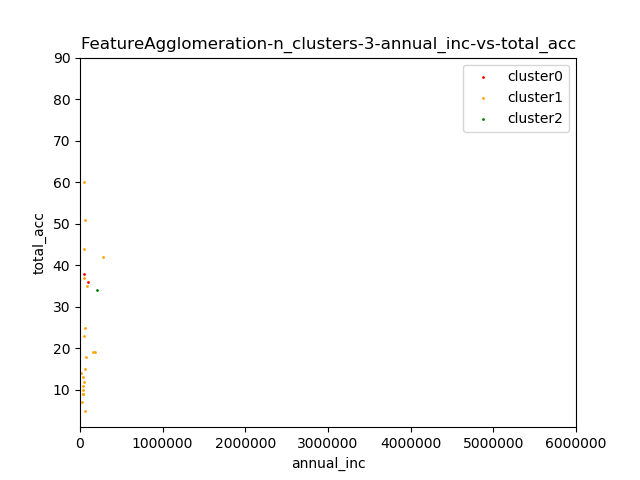 FeatureAgglomeration-n_clusters-3-annual_inc-vs-total_acc
90
80
70
60
50
40
30
20
10
total_acc
cluster0
cluster1
cluster2
0 1000000 2000000 3000000 4000000 5000000 6000000
annual_inc